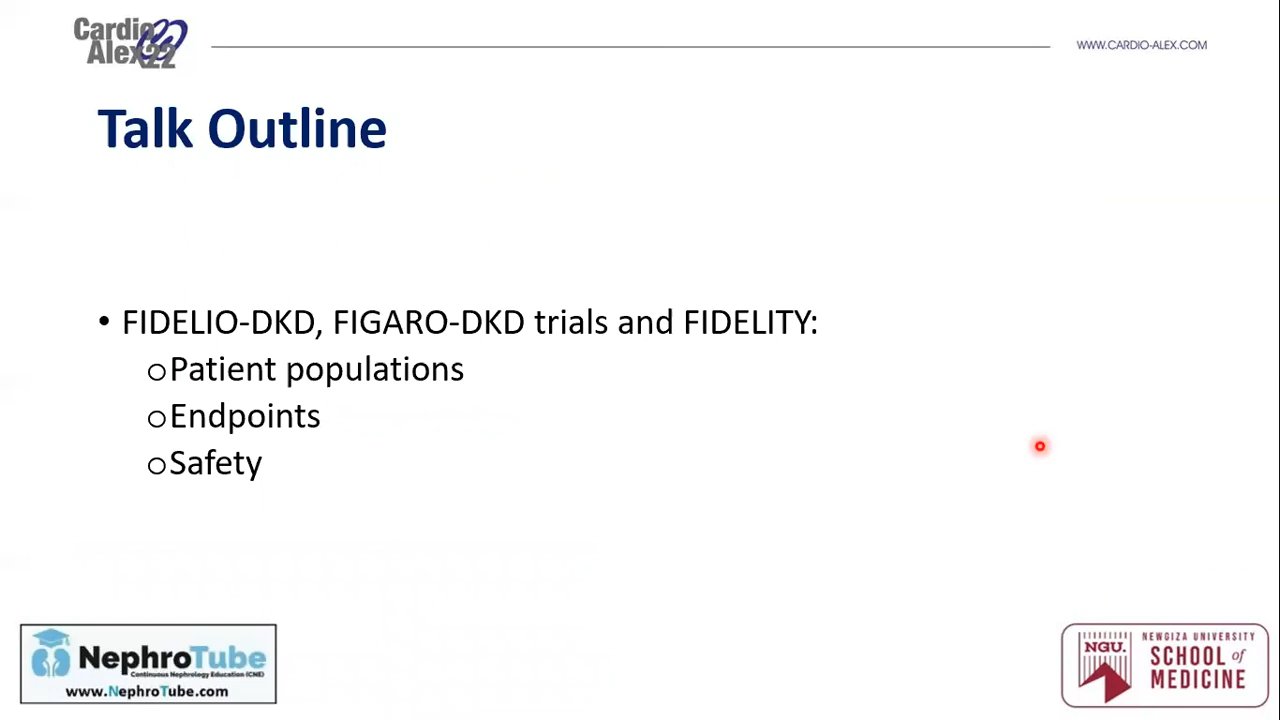 Cardio
Alex22
WWW.CARDIO-ALEX.COM
Talk Outline
• FIDELIO-DKD, FIGARO-DKD trials and FIDELITY:
o Patient populations
o Endpoints
o Safety
NephroTube
Continuous Nephrology Education (CNE)
www.NephroTube.com
NGU.
NEWGIZA UNIVERSITY
SCHOOL of
MEDICINE